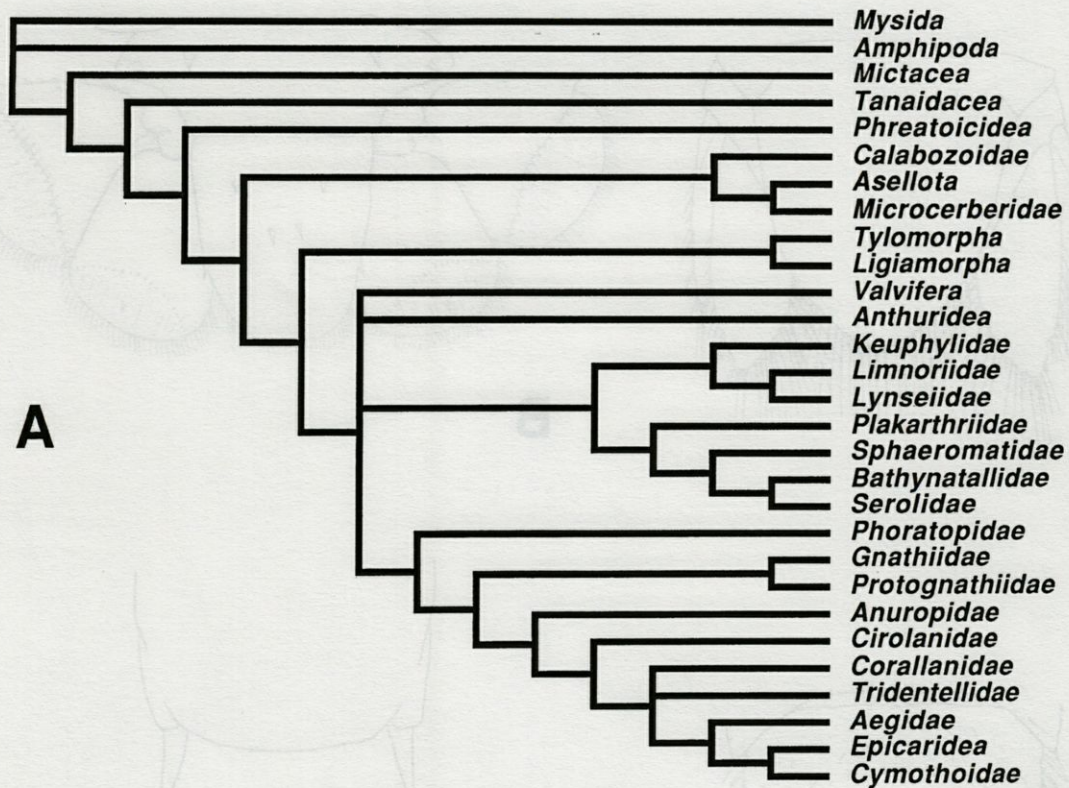 Mysida
Amphipoda
Mictacea
Tanaidacea
Phreatoicidea
Calabozoidae
Asellota
Microcerberidae
Tylomorpha
Ligiamorpha
Valvifera
Anthuridea
Keuphylidae
Limnoriidae
Lynseiidae
A
Plakarthriidae
Sphaeromatidae
Bathynatallidae
Serolidae
Phoratopidae
Gnathiidae
Protognathiidae
Anuropidae
Cirolanidae
Corallanidae
Tridentellidae
Aegidae
Epicaridea
Cymothoidae